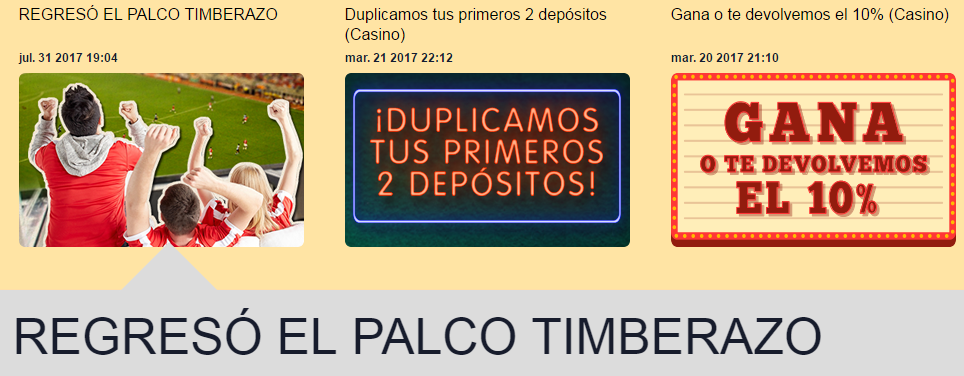 REGRESÓ EL PALCO TIMBERAZO
jul. 31 2017 19:04
Duplicamos tus primeros 2 depósitos
(Casino)
mar. 21 2017 22:12
¡DUPLICAMOS
TUS PRIMEROS
2 DEPÓSITOS!
Gana o te devolvemos el 10% (Casino)
mar. 20 2017 21:10
GANA
O TE DEVOLVEMOS
EL 10%
REGRESÓ EL PALCO TIMBERAZO